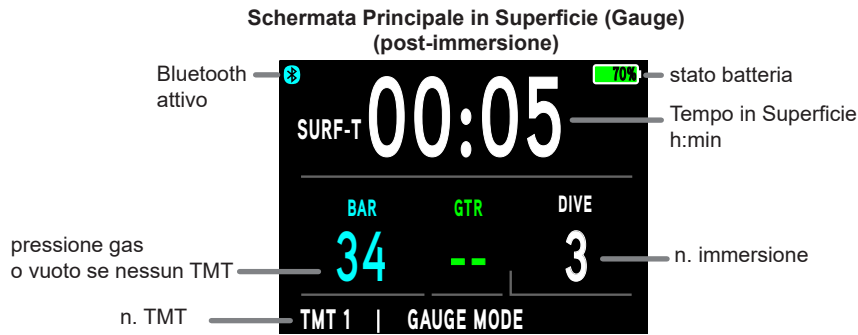 Schermata Principale in Superficie (Gauge)
(post-immersione)
Bluetooth
attivo
70%
stato batteria
SURF-T 00:05
Tempo in Superficie
h:min
BAR GTR DIVE
34 -- 3
pressione gas
o vuoto se nessun TMT
n. immersione
n. TMT
TMT 1 | GAUGE MODE